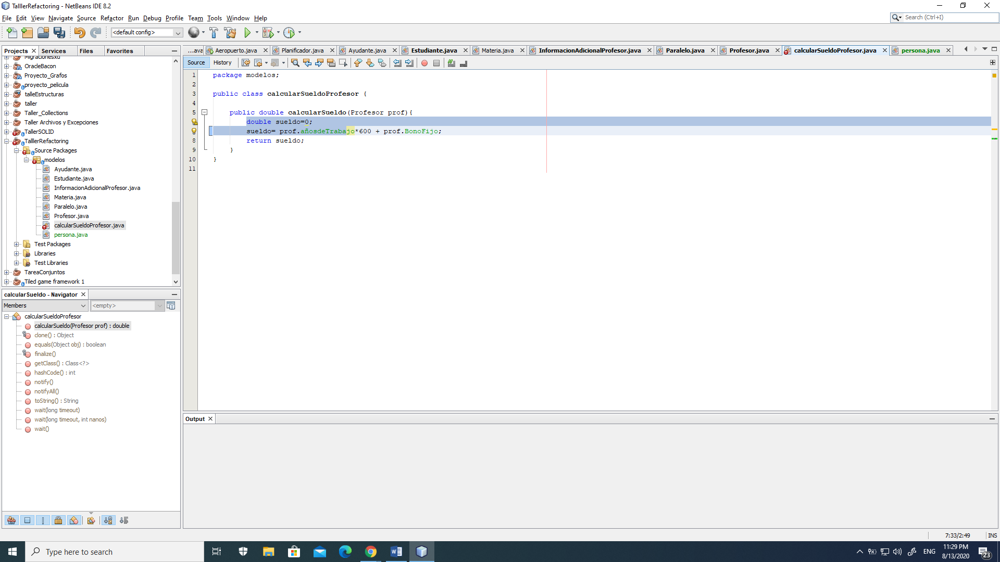 TalllerRefactoring - NetBeans IDE 8.2
File Edit View Navigate Source Refactor Run Debug Profile Team Tools Window Help
Search (Ctrl+I)
<default config>
Projects Services Files Favorites
...ava Aeropuerto.java Planificador.java Ayudante.java Estudiante.java Materia.java InformacionAdicionalProfesor.java Paralelo.java Profesor.java calcularSueldoProfesor.java persona.java
Source History
Migracionesxd
OracleBacon
Proyecto_Grafos
proyecto_pelicula
talleEstructuras
taller
Taller_Collections
Taller Archivos y Excepciones
TallerSOLID
TalllerRefactoring
Source Packages
modelos
Ayudante.java
Estudiante.java
InformacionAdicionalProfesor.java
Materia.java
Paralelo.java
Profesor.java
calcularSueldoProfesor.java
persona.java
Test Packages
Libraries
Test Libraries
TareaConjuntos
Tiled game framework 1
1 package modelos;
2
3 public class calcularSueldoProfesor {
4
5 public double calcularSueldo(Profesor prof){
double sueldo=0;
sueldo= prof.añosdeTrabajo*600 + prof.BonoFijo;
8 return sueldo;
9 }
10 }
11
calcularSueldo - Navigator
Members <empty>
calcularSueldoProfesor
calcularSueldo(Profesor prof) : double
clone() : Object
equals(Object obj) : boolean
finalize()
getClass() : Class<?>
hashCode() : int
notify()
notifyAll()
toString() : String
wait(long timeout)
wait(long timeout, int nanos)
wait()
Output
7:33/2:49 INS
Type here to search
ENG
11:29 PM
8/13/2020
23